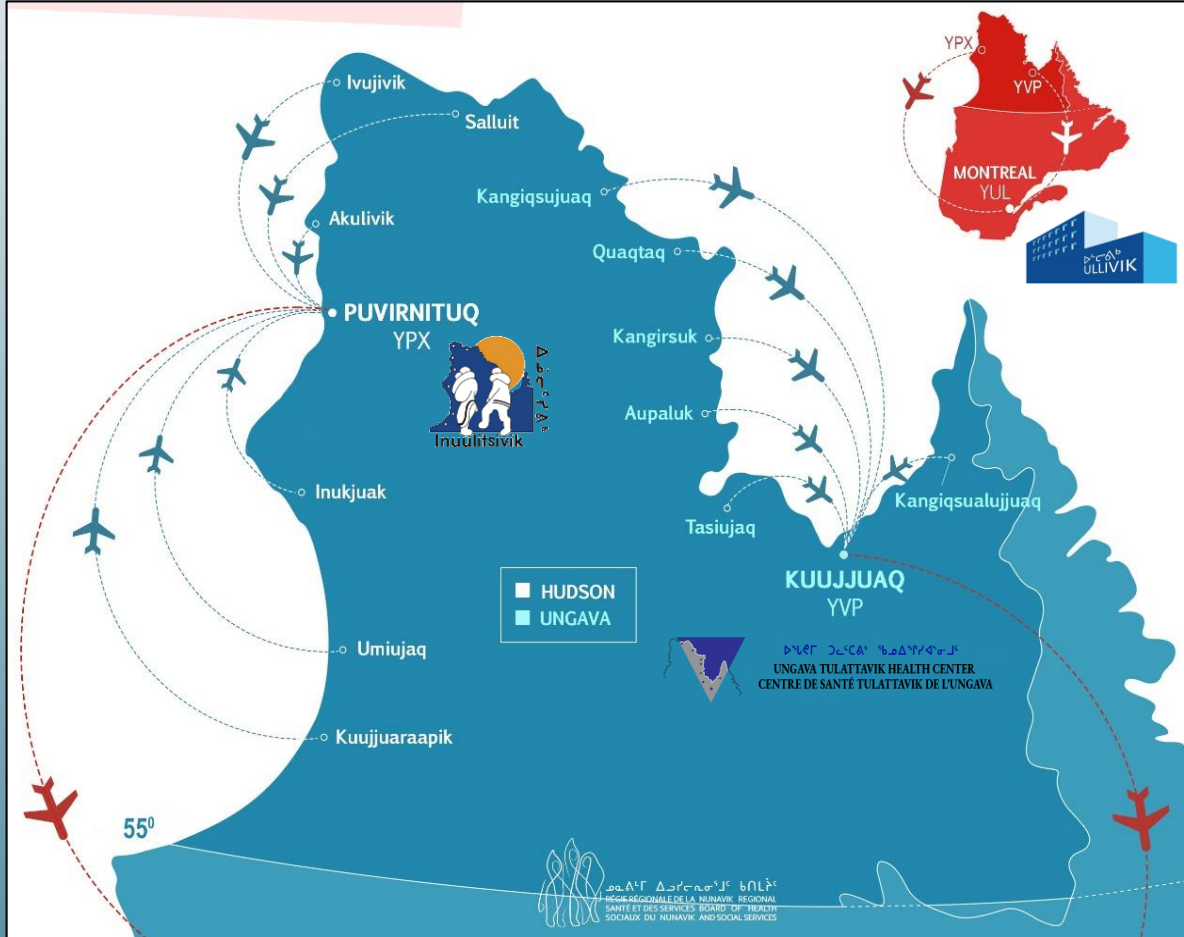 Ivujivik
Salluit
Akulivik
Kangiqsujuaq
Quaqtaq
PUVIRNITUQ
YPX
Kangirsuk
Aupaluk
Inuulitsivik
Inukjuak
Tasiujaq
Kangiqsualujjuaq
KUUJJUAQ
YVP
HUDSON
UNGAVA
UNGAVA TULATTAVIK HEALTH CENTER
CENTRE DE SANTÉ TULATTAVIK DE L'UNGAVA
Umiujaq
Kuujjuaraapik
55⁰
RÉGIE RÉGIONALE DE LA NUNAVIK REGIONAL
SANTÉ ET DES SERVICES BOARD OF HEALTH
SOCIAUX DU NUNAVIK AND SOCIAL SERVICES
YPX
YVP
MONTREAL
YUL
ULLIVIK